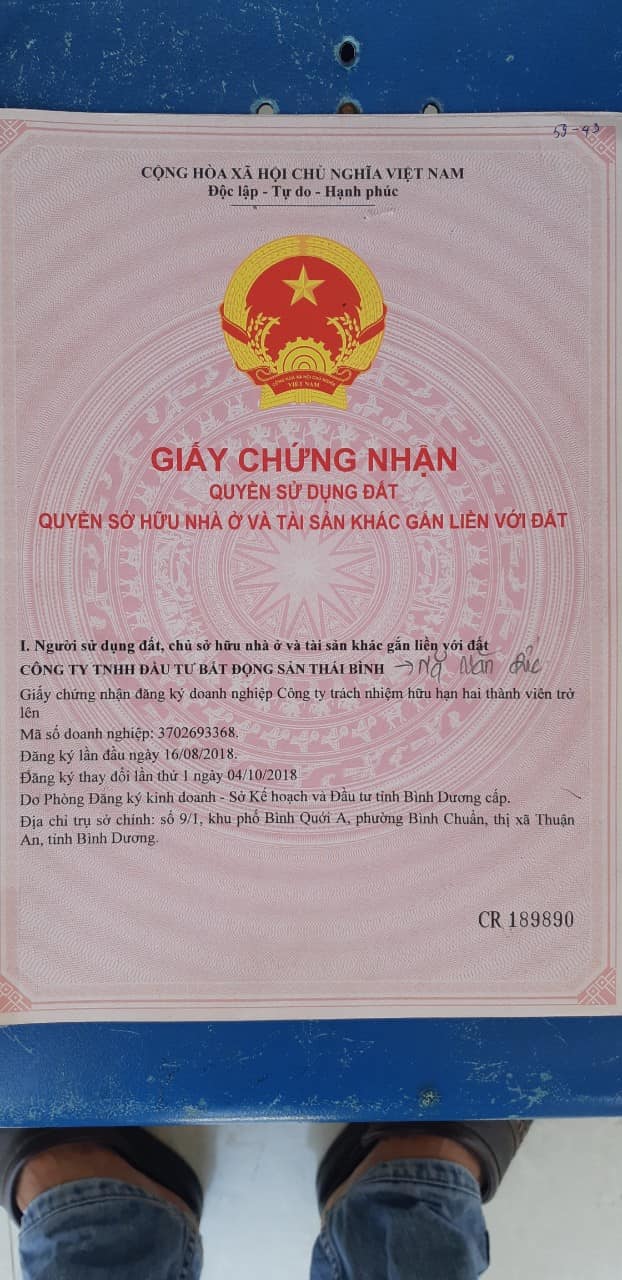 59-49
CỘNG HÒA XÃ HỘI CHỦ NGHĨA VIỆT NAM
Độc lập - Tự do - Hạnh phúc
CỘNG HÒA XÃ HỘI CHỦ NGHĨA
VIỆT NAM
GIẤY CHỨNG NHẬN
QUYỀN SỬ DỤNG ĐẤT
QUYỀN SỞ HỮU NHÀ Ở VÀ TÀI SẢN KHÁC GẮN LIỀN VỚI ĐẤT
I. Người sử dụng đất, chủ sở hữu nhà ở và tài sản khác gắn liền với đất
CÔNG TY TNHH ĐẦU TƯ BẤT ĐỘNG SẢN THÁI BÌNH → Văn Đức
Giấy chứng nhận đăng ký doanh nghiệp Công ty trách nhiệm hữu hạn hai thành viên trở
lên
Mã số doanh nghiệp: 3702693368.
Đăng ký lần đầu ngày 16/08/2018.
Đăng ký thay đổi lần thứ 1 ngày 04/10/2018
Do Phòng Đăng ký kinh doanh - Sở Kế hoạch và Đầu tư tỉnh Bình Dương cấp.
Địa chỉ trụ sở chính: số 9/1, khu phố Bình Quới A, phường Bình Chuẩn, thị xã Thuận
An, tỉnh Bình Dương.
CR 189890